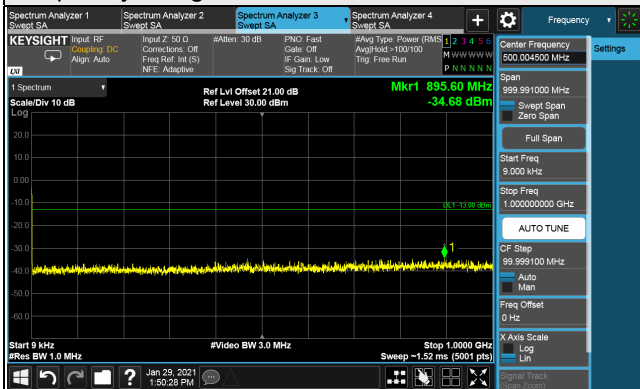 Spectrum Analyzer 1
Swept SA
Spectrum Analyzer 2
Swept SA
Spectrum Analyzer 3
Swept SA
Spectrum Analyzer 4
Swept SA
+
Frequency
KEYSIGHT
Input: RF
Coupling: DC
Align: Auto
Input Z: 50 Ω
Corrections: Off
Freq Ref: Int (S)
NFE: Adaptive
#Atten: 30 dB
PNO: Fast
Gate: Off
IF Gain: Low
Sig Track: Off
#Avg Type: Power (RMS
Avg|Hold:>100/100
Trig: Free Run
1 2 3 4 5 6
M W W W W W
P N N N N N
LXI
1 Spectrum
Scale/Div 10 dB
Log
Ref Lvl Offset 21.00 dB
Ref Level 30.00 dBm
Mkr1 895.60 MHz
-34.68 dBm
20.0
10.0
0.00
-10.0
-20.0
-30.0
-40.0
-50.0
-60.0
DL1 -13.00 dBm
1
Start 9 kHz
#Res BW 1.0 MHz
#Video BW 3.0 MHz
Stop 1.0000 GHz
Sweep ~1.52 ms (5001 pts)
Center Frequency
500.004500 MHz
Settings
Span
999.991000 MHz
Swept Span
Zero Span
Full Span
Start Freq
9.000 kHz
Stop Freq
1.000000000 GHz
AUTO TUNE
CF Step
99.999100 MHz
Auto
Man
Freq Offset
0 Hz
X Axis Scale
Log
Lin
Signal Track
(Span Zoom)
?
Jan 29, 2021
1:50:28 PM